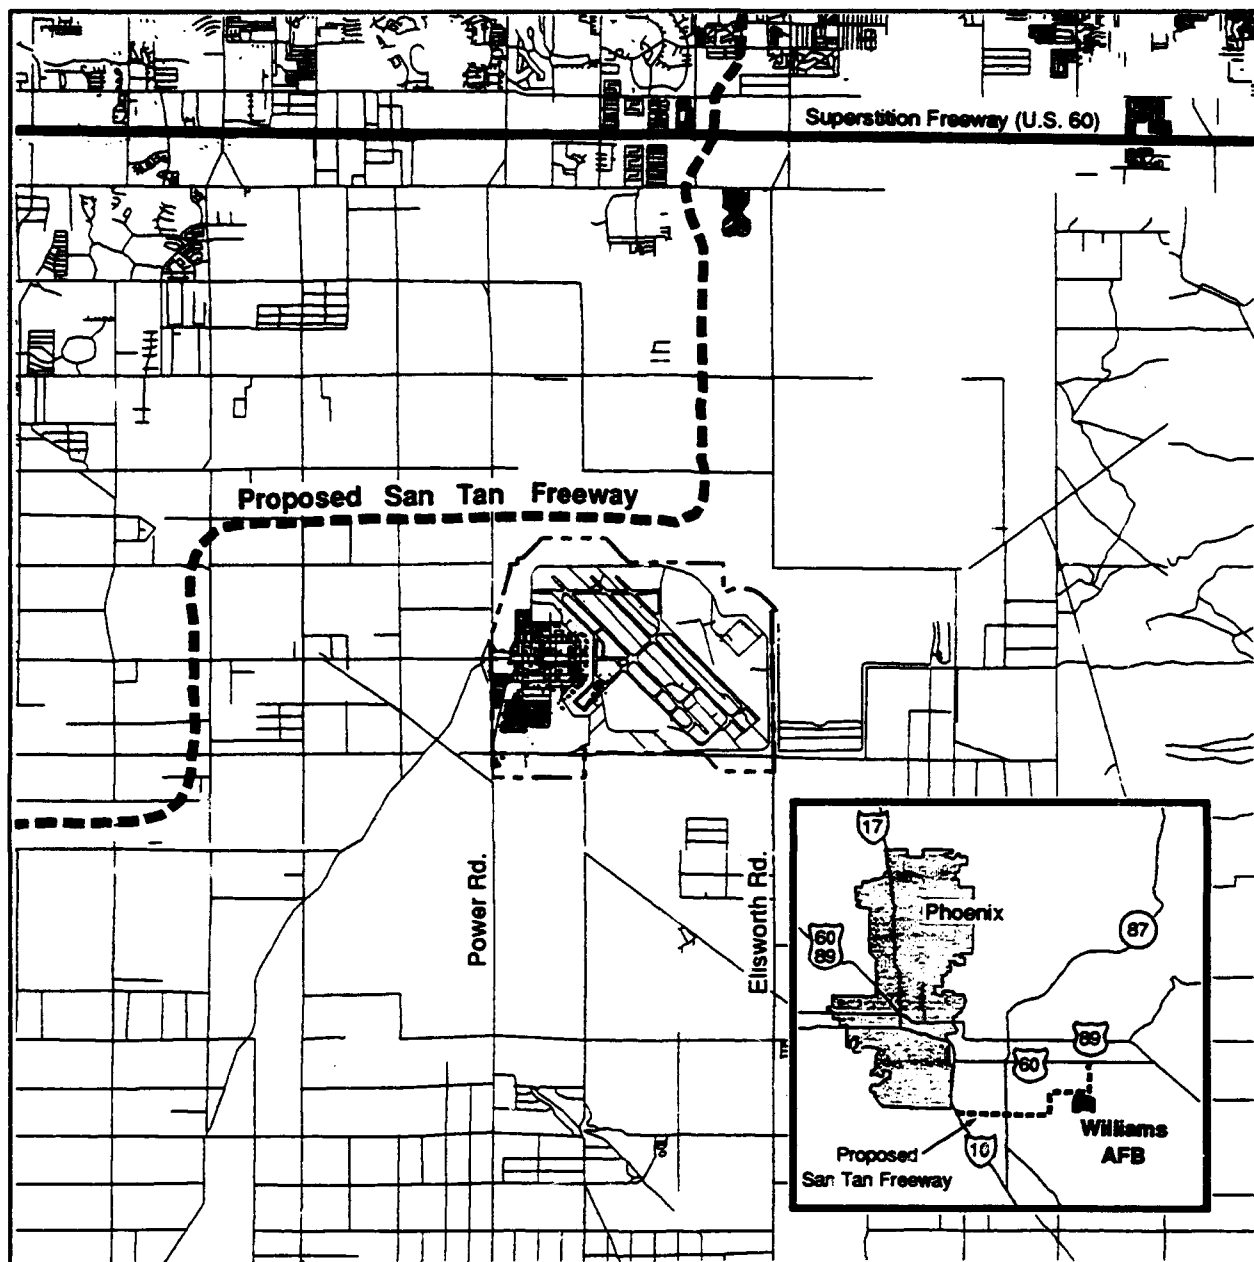 Superstition Freeway (U.S. 60)
Proposed San Tan Freeway
Power Rd.
Ellsworth Rd.
17
Phoenix
60
89
87
89
60
Williams
AFB
Proposed
San Tan Freeway
10